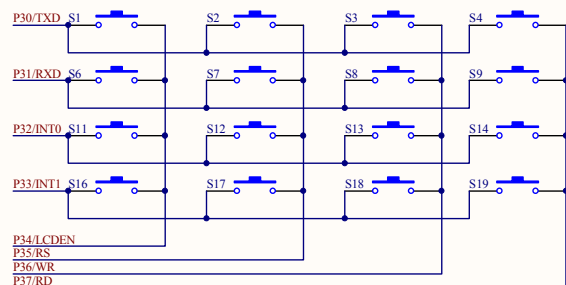 P30/TXD S1 S2 S3 S4
P31/RXD S6 S7 S8 S9
P32/INT0 S11 S12 S13 S14
P33/INT1 S16 S17 S18 S19
P34/LCDEN
P35/RS
P36/WR
P37/RD